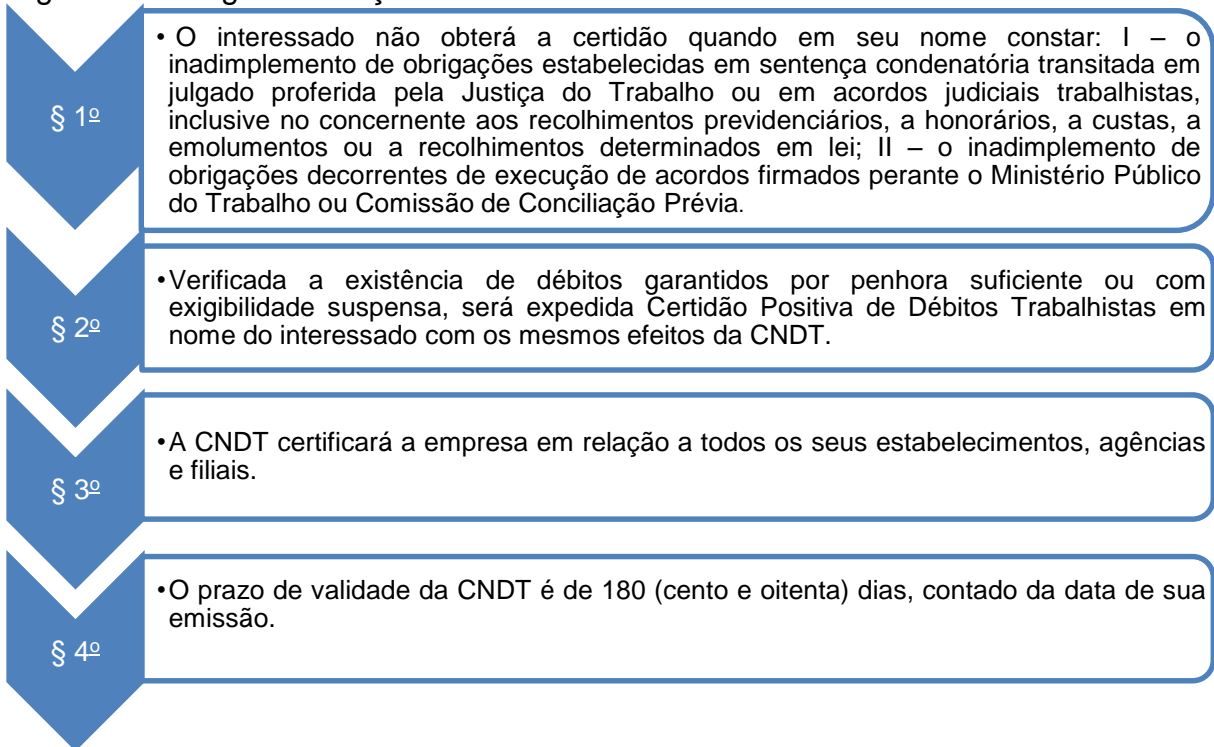 § 1º
• O interessado não obterá a certidão quando em seu nome constar: I – o
inadimplemento de obrigações estabelecidas em sentença condenatória transitada em
julgado proferida pela Justiça do Trabalho ou em acordos judiciais trabalhistas,
inclusive no concernente aos recolhimentos previdenciários, a honorários, a custas, a
emolumentos ou a recolhimentos determinados em lei; II – o inadimplemento de
obrigações decorrentes de execução de acordos firmados perante o Ministério Público
do Trabalho ou Comissão de Conciliação Prévia.
§ 2º
•Verificada a existência de débitos garantidos por penhora suficiente ou com
exigibilidade suspensa, será expedida Certidão Positiva de Débitos Trabalhistas em
nome do interessado com os mesmos efeitos da CNDT.
§ 3º
•A CNDT certificará a empresa em relação a todos os seus estabelecimentos, agências
e filiais.
§ 4º
•O prazo de validade da CNDT é de 180 (cento e oitenta) dias, contado da data de sua
emissão.